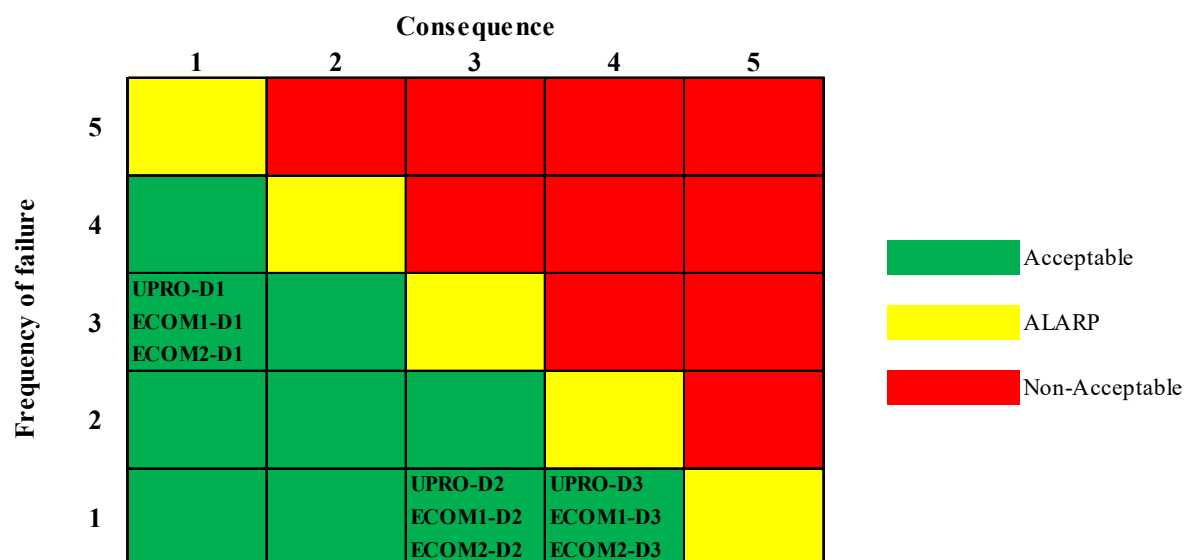 Consequence
1 2 3 4 5
Frequency of failure
5
4
Acceptable
UPRO-D1
ECOM1-D1
ECOM2-D1
3
ALARP
Non-Acceptable
2
UPRO-D2 UPRO-D3
1 ECOM1-D2 ECOM1-D3
ECOM2-D2 ECOM2-D3